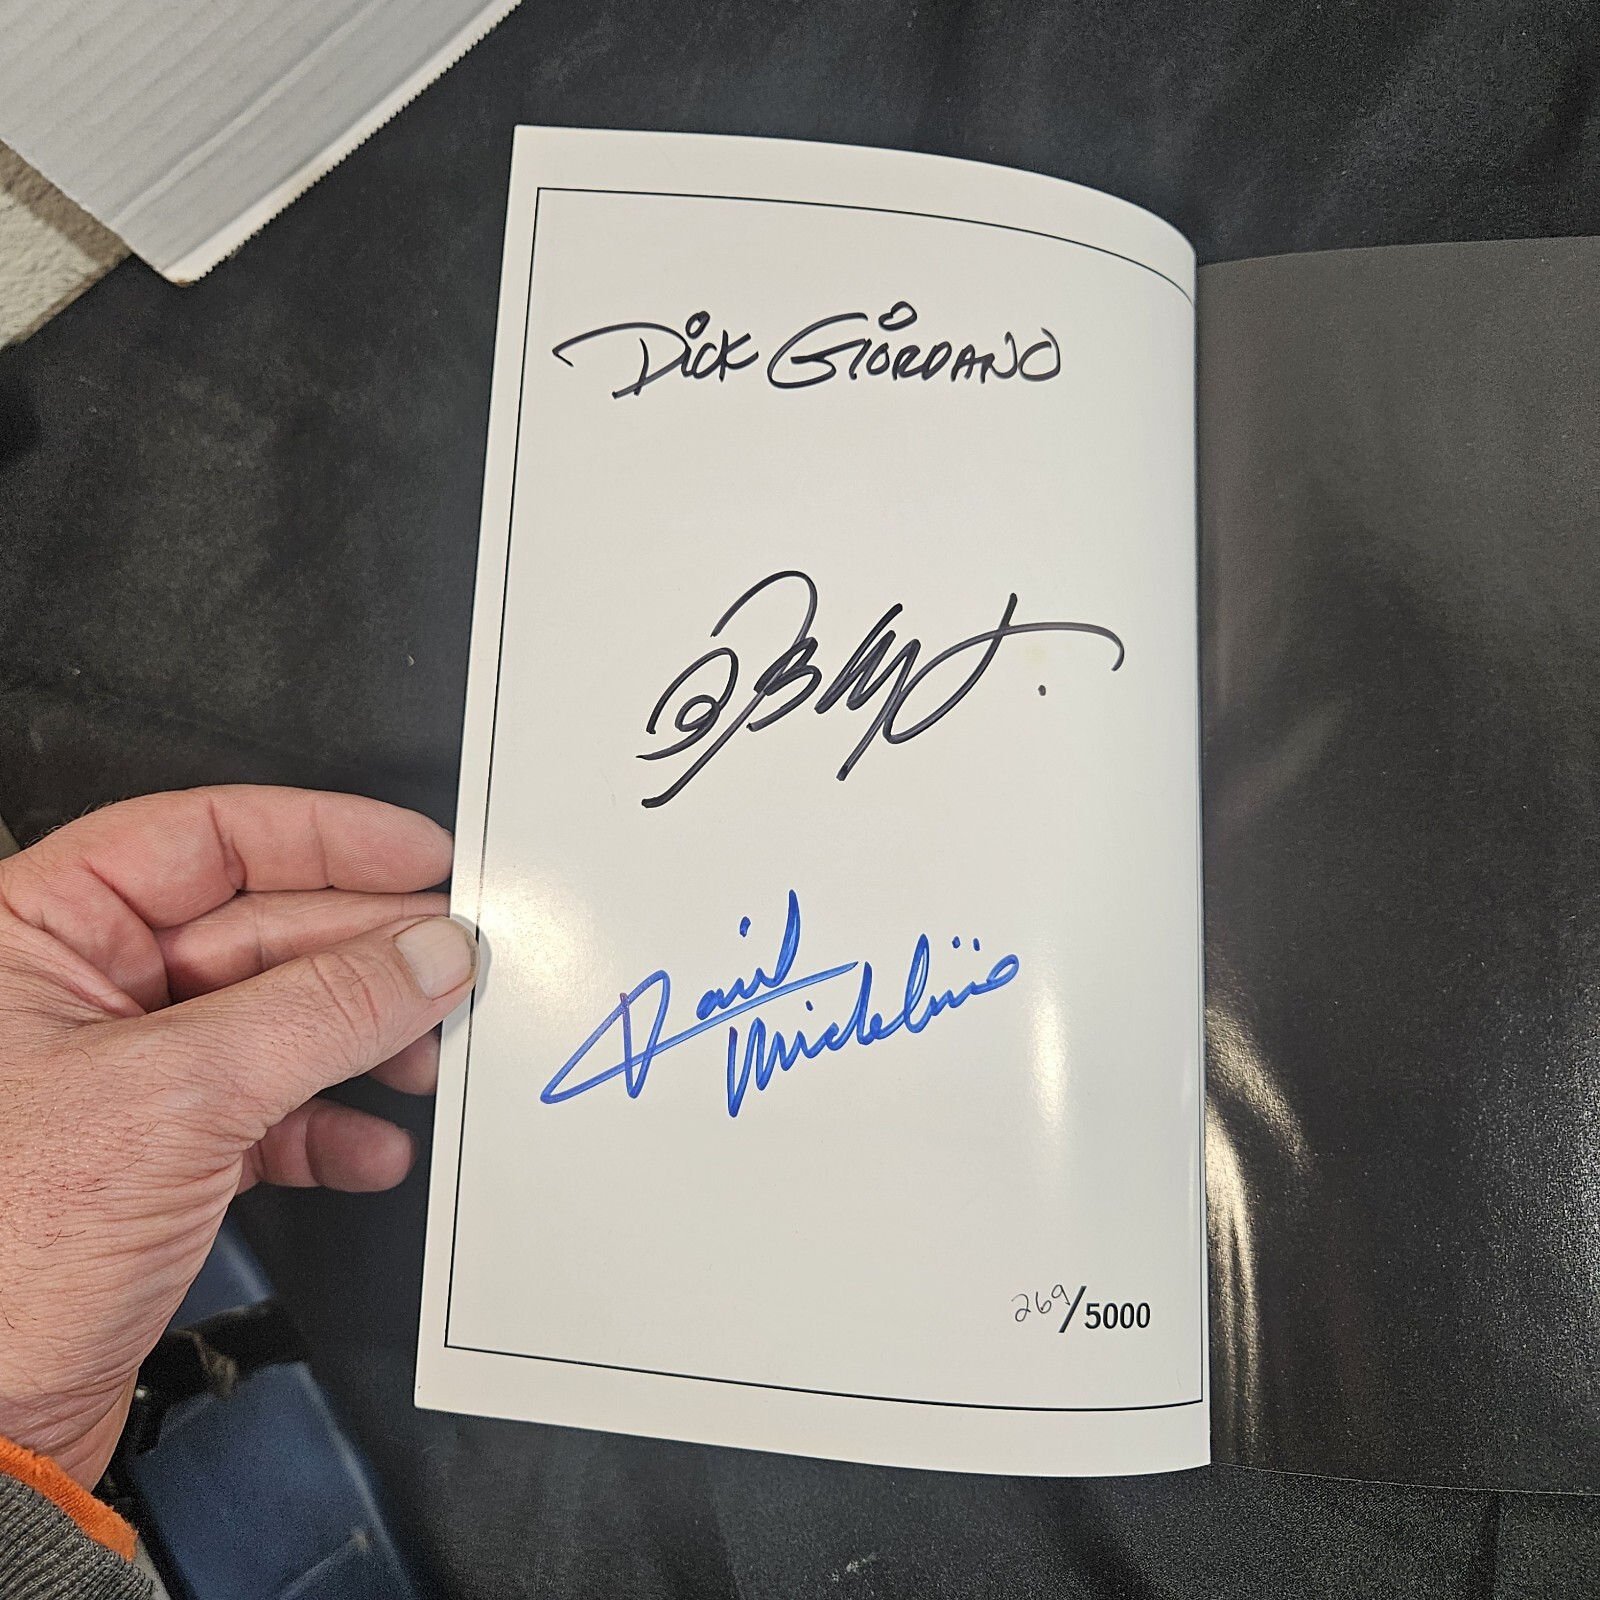 Dick Giordano
David
Michelinie
269/5000